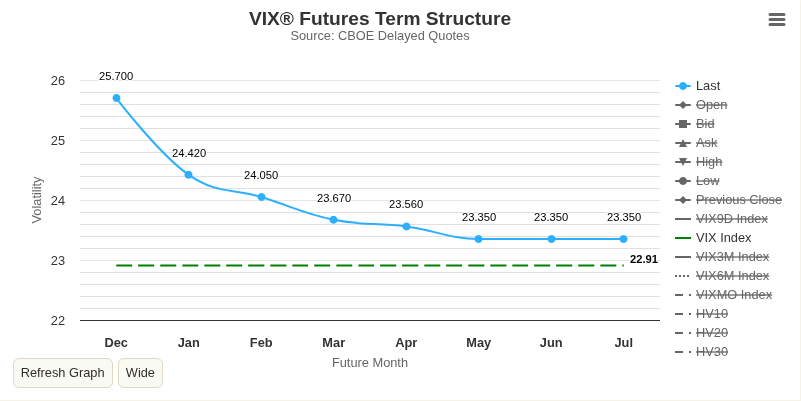 VIX® Futures Term Structure
Source: CBOE Delayed Quotes
Volatility
26
25
24
23
22
25.700
24.420
24.050
23.670
23.560
23.350
23.350
23.350
22.91
Dec
Jan
Feb
Mar
Apr
May
Jun
Jul
Future Month
Last
Open
Bid
Ask
High
Low
Previous Close
VIX9D Index
VIX Index
VIX3M Index
VIX6M Index
VIXMO Index
HV10
HV20
HV30
Refresh Graph
Wide